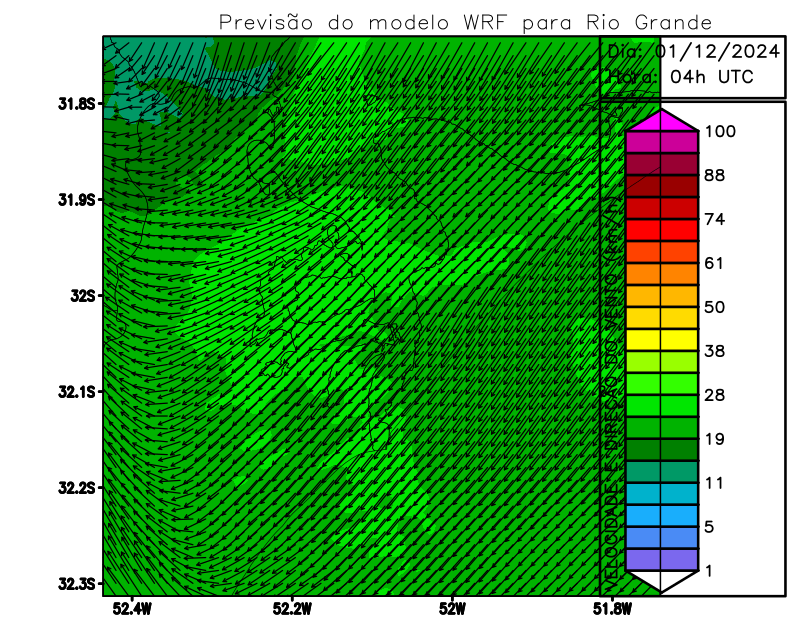 Previsão do modelo WRF para Rio Grande
Dia: 01/12/2024
Hora: 04h UTC
31.8S
31.9S
32S
32.1S
32.2S
32.3S
52.4W
52.2W
52W
51.8W
VELOCIDADE E DIREÇÃO DO VENTO (km/h)
100
88
74
61
50
38
28
19
11
5
1